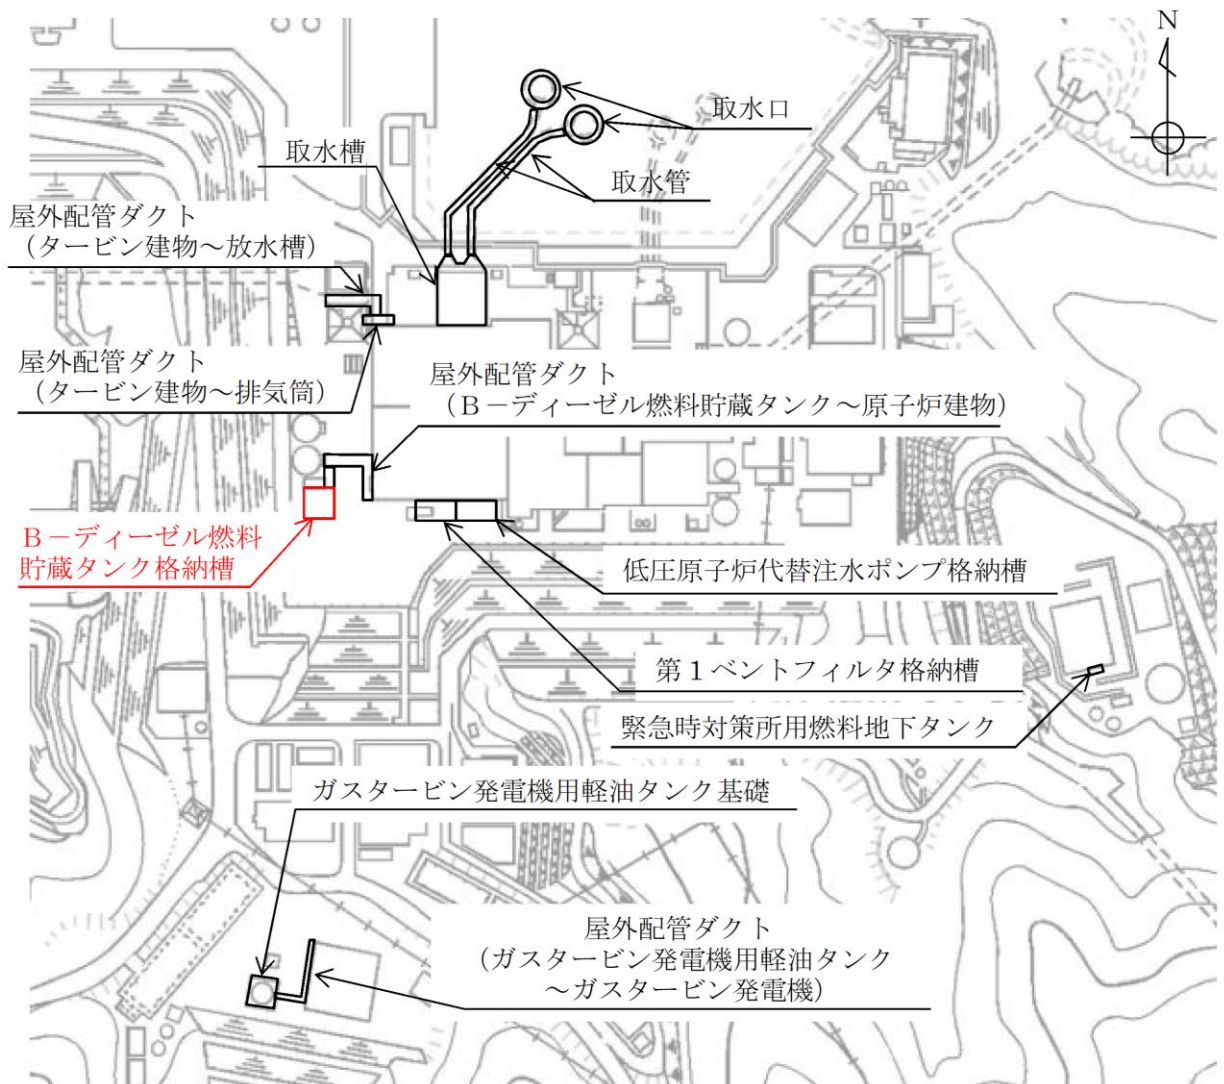 N
取水口
取水槽
取水管
屋外配管ダクト
（タービン建物～放水槽）
屋外配管ダクト
（タービン建物～排気筒）
屋外配管ダクト
（Ｂ－ディーゼル燃料貯蔵タンク～原子炉建物）
Ｂ－ディーゼル燃料
貯蔵タンク格納槽
低圧原子炉代替注水ポンプ格納槽
第１ベントフィルタ格納槽
緊急時対策所用燃料地下タンク
ガスタービン発電機用軽油タンク基礎
屋外配管ダクト
（ガスタービン発電機用軽油タンク
～ガスタービン発電機）